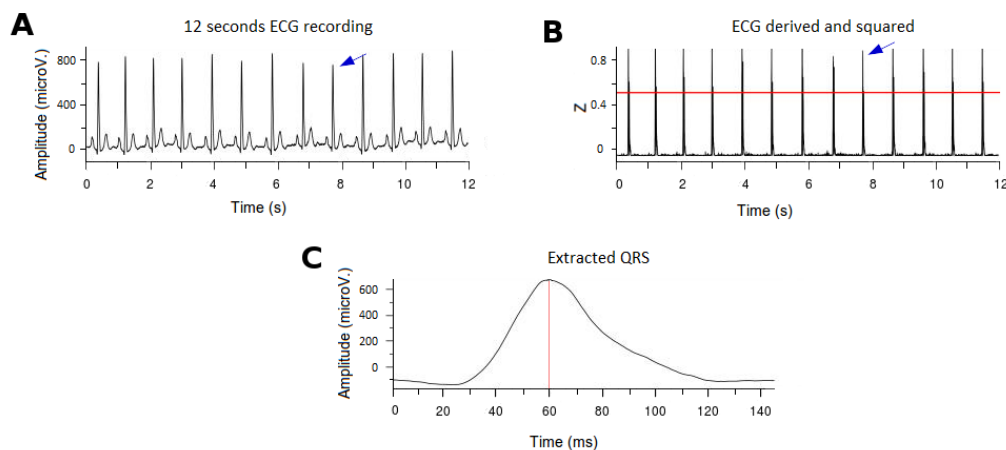 A
12 seconds ECG recording
Amplitude (microV.)
800
400
0
0 2 4 6 8 10 12
Time (s)
B
ECG derived and squared
Z
0.8
0.4
0
0 2 4 6 8 10 12
Time (s)
C
Extracted QRS
Amplitude (microV.)
600
400
200
0
0 20 40 60 80 100 120 140
Time (ms)